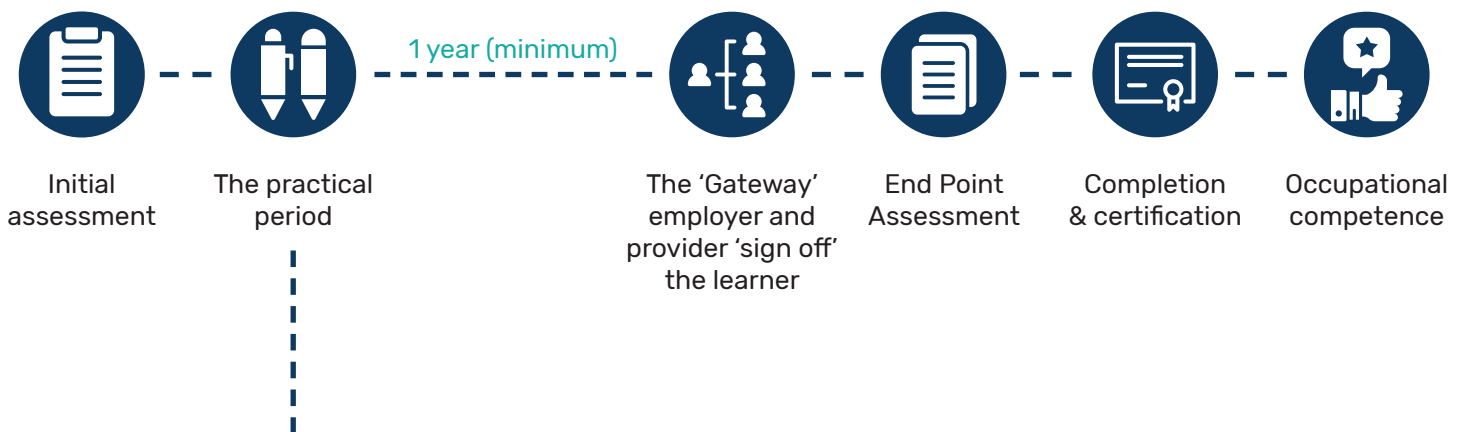 1 year (minimum)
Initial
assessment
The practical
period
The ‘Gateway’
employer and
provider ‘sign off’
the learner
End Point
Assessment
Completion
& certification
Occupational
competence